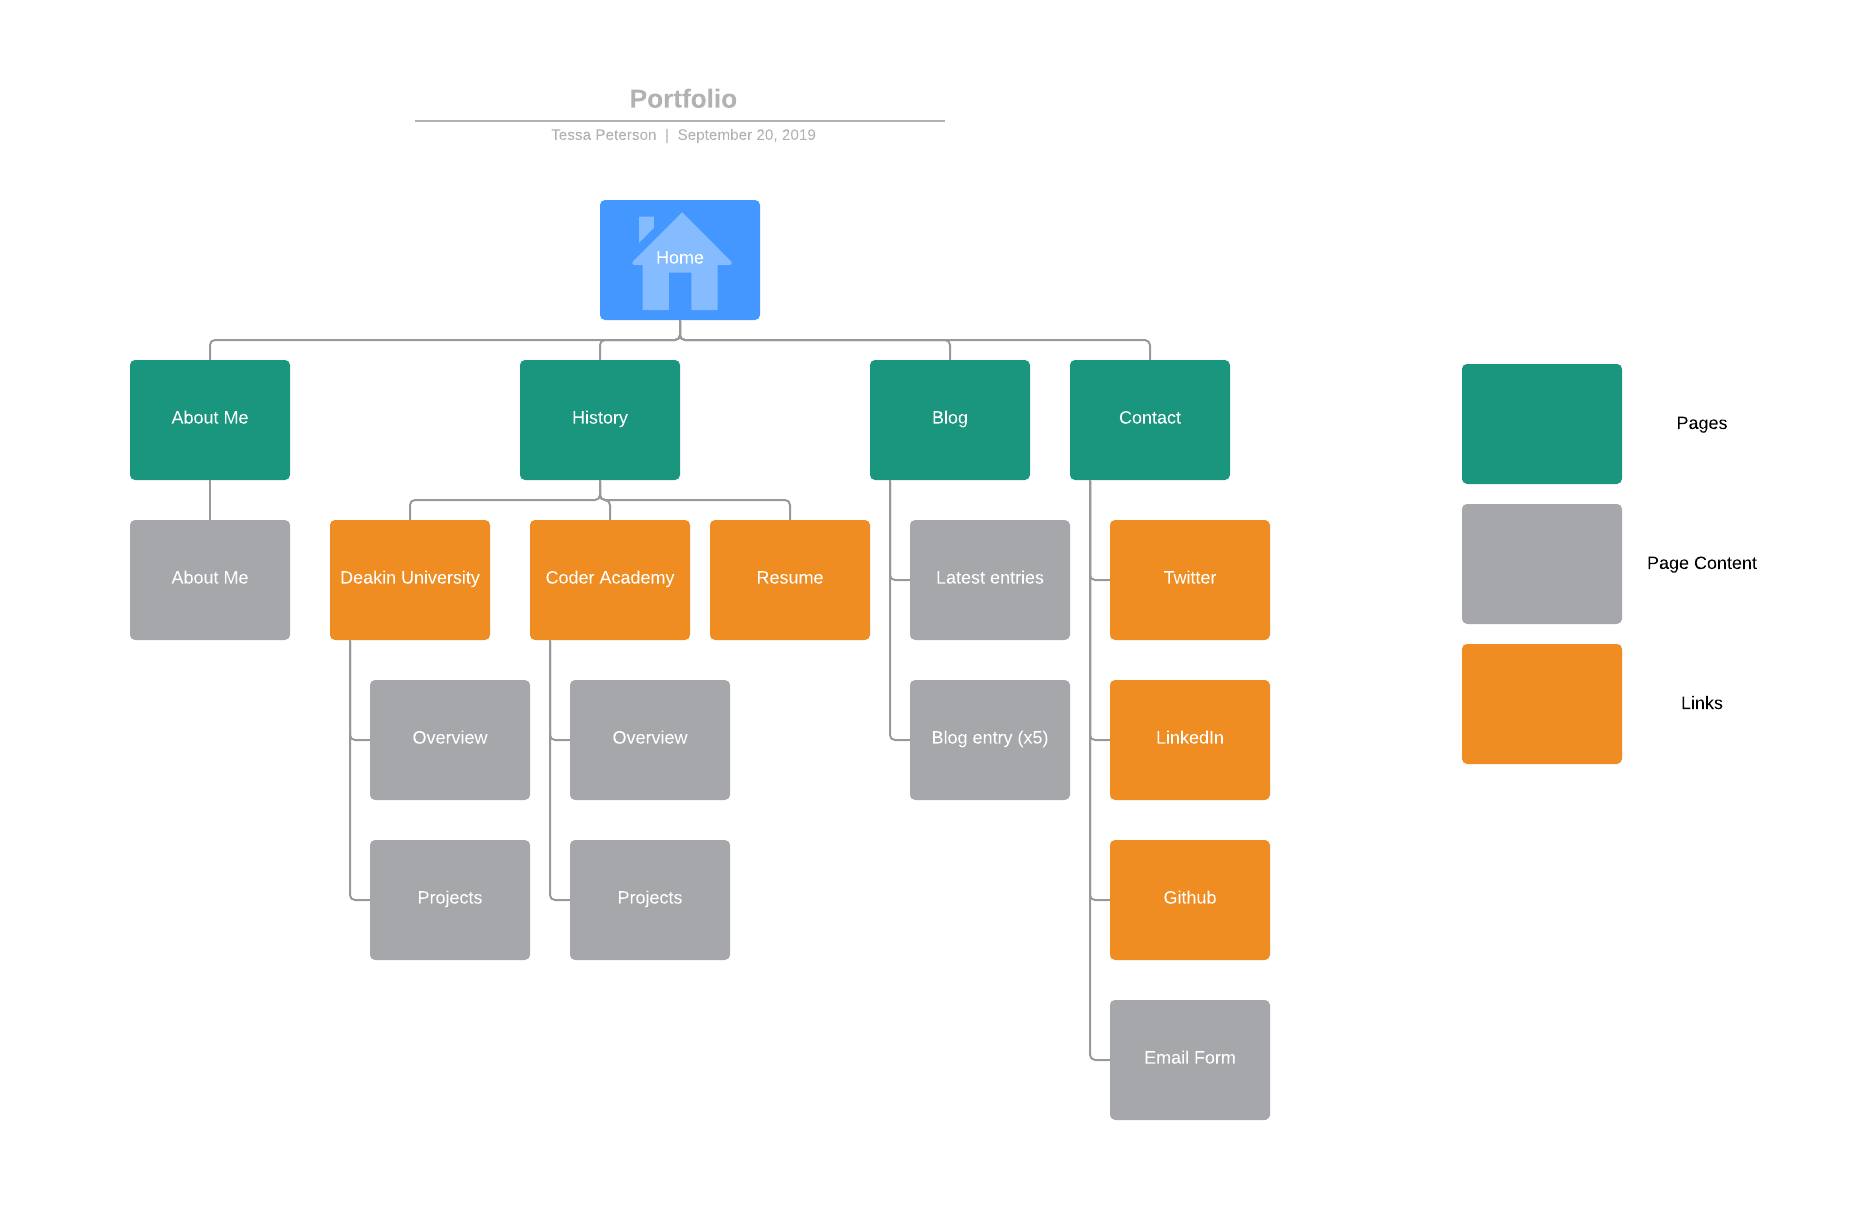 Portfolio
Tessa Peterson | September 20, 2019
Home
About Me
History
Blog
Contact
Pages
About Me
Deakin University
Coder Academy
Resume
Latest entries
Twitter
Page Content
Overview
Overview
Blog entry (x5)
LinkedIn
Links
Projects
Projects
Github
Email Form